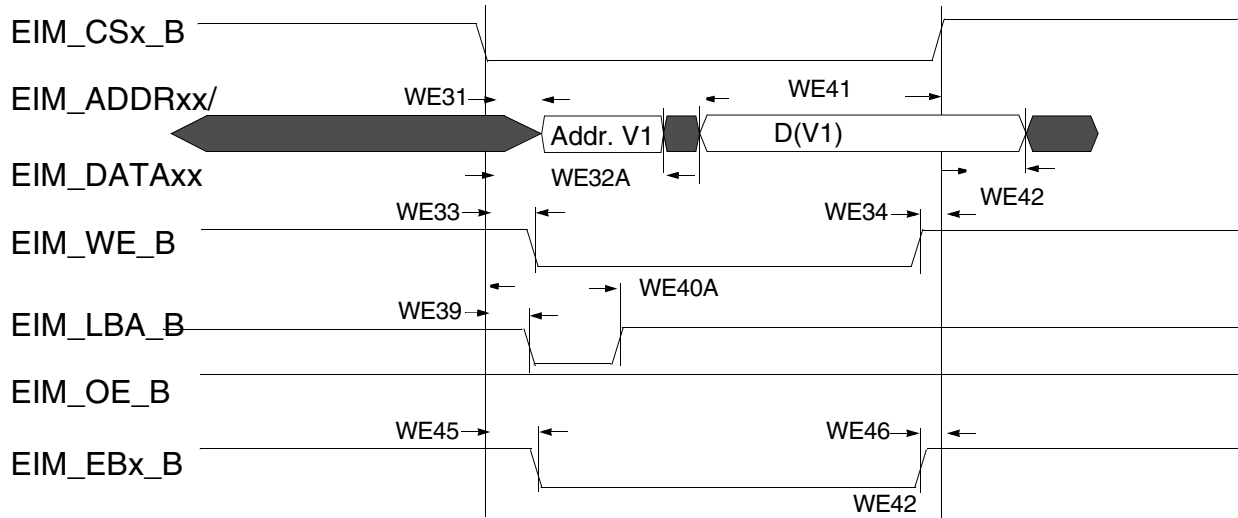 EIM_CSx_B
EIM_ADDRxx/
WE31
WE41
Addr. V1
D(V1)
EIM_DATAxx
WE32A
WE42
WE33
WE34
EIM_WE_B
WE40A
WE39
EIM_LBA_B
EIM_OE_B
WE45
WE46
EIM_EBx_B
WE42